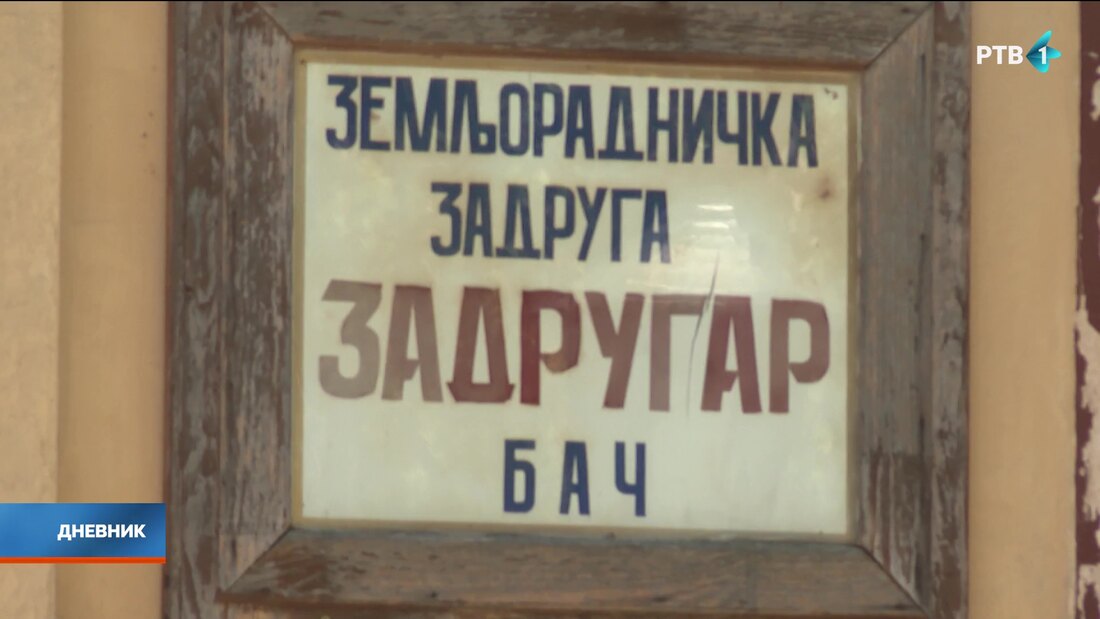 РТВ 1
ЗЕМЉОРАДНИЧКА
ЗАДРУГА
ЗАДРУГАР
БАЧ
ДНЕВНИК